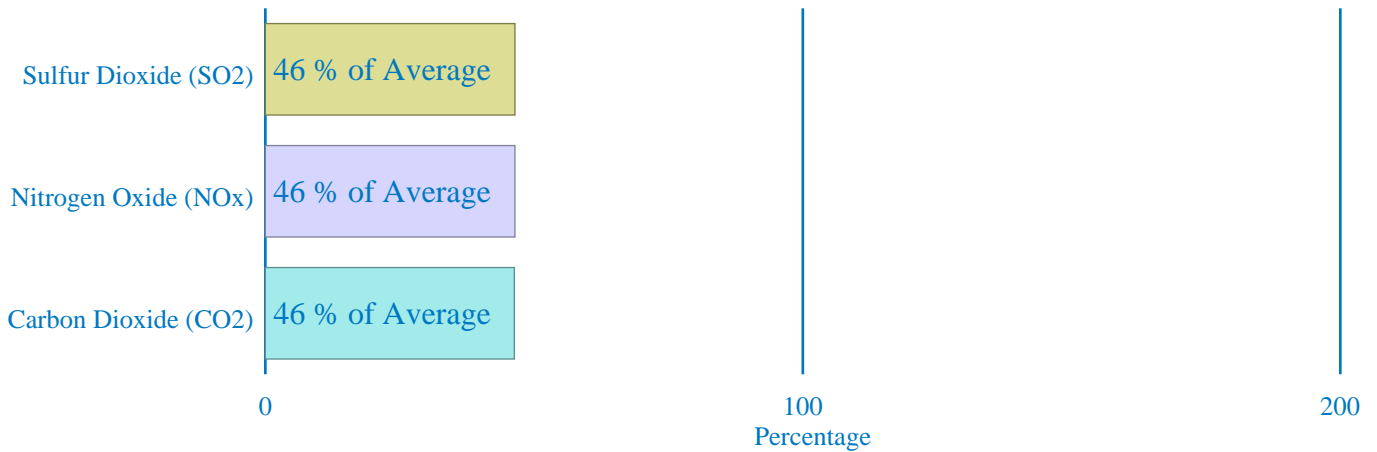 Sulfur Dioxide (SO2)
46 % of Average
Nitrogen Oxide (NOx)
46 % of Average
Carbon Dioxide (CO2)
46 % of Average
0
100
200
Percentage